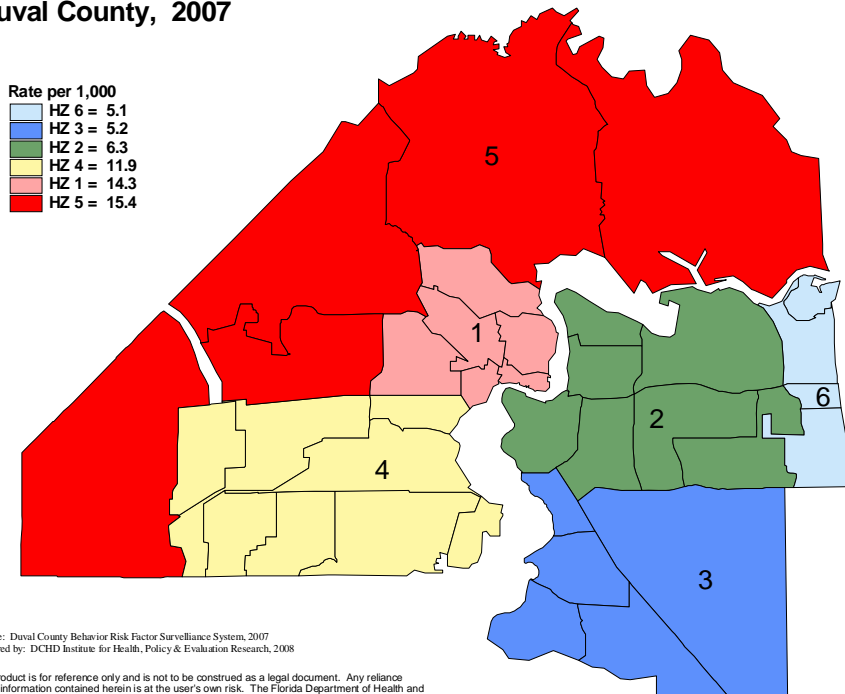 uval County, 2007
Rate per 1,000
HZ 6 = 5.1
HZ 3 = 5.2
HZ 2 = 6.3
HZ 4 = 11.9
HZ 1 = 14.3
HZ 5 = 15.4
5
1
6
2
4
3
e: Duval County Behavior Risk Factor Survelliance System, 2007
ed by: DCHD Institute for Health, Policy & Evaluation Research, 2008
roduct is for reference only and is not to be construed as a legal document. Any reliance
information contained herein is at the user's own risk. The Florida Department of Health and